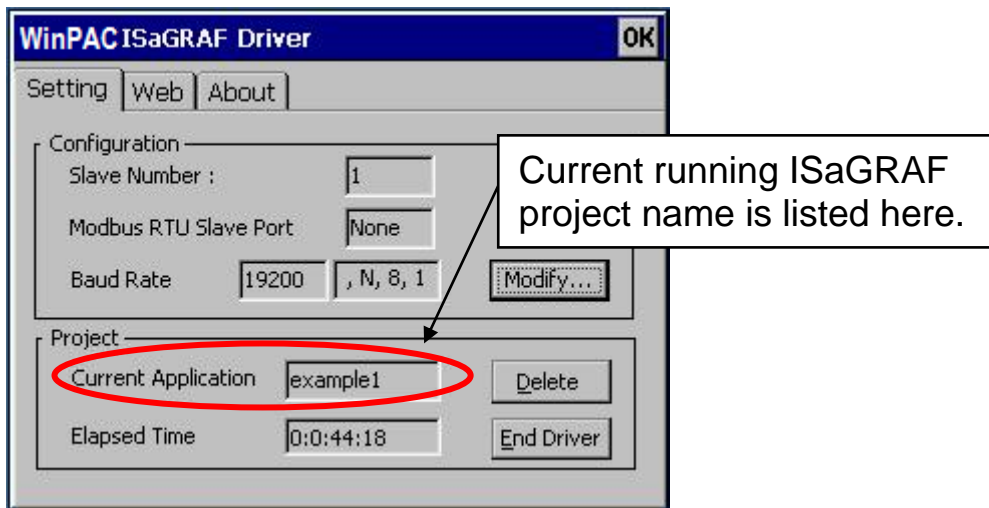 WinPAC ISaGRAF Driver OK
Setting Web About
Configuration
Slave Number : 1
Modbus RTU Slave Port None
Baud Rate 19200 , N, 8, 1 Modify...
Current running ISaGRAF
project name is listed here.
Project
Current Application example1 Delete
Elapsed Time 0:0:44:18 End Driver